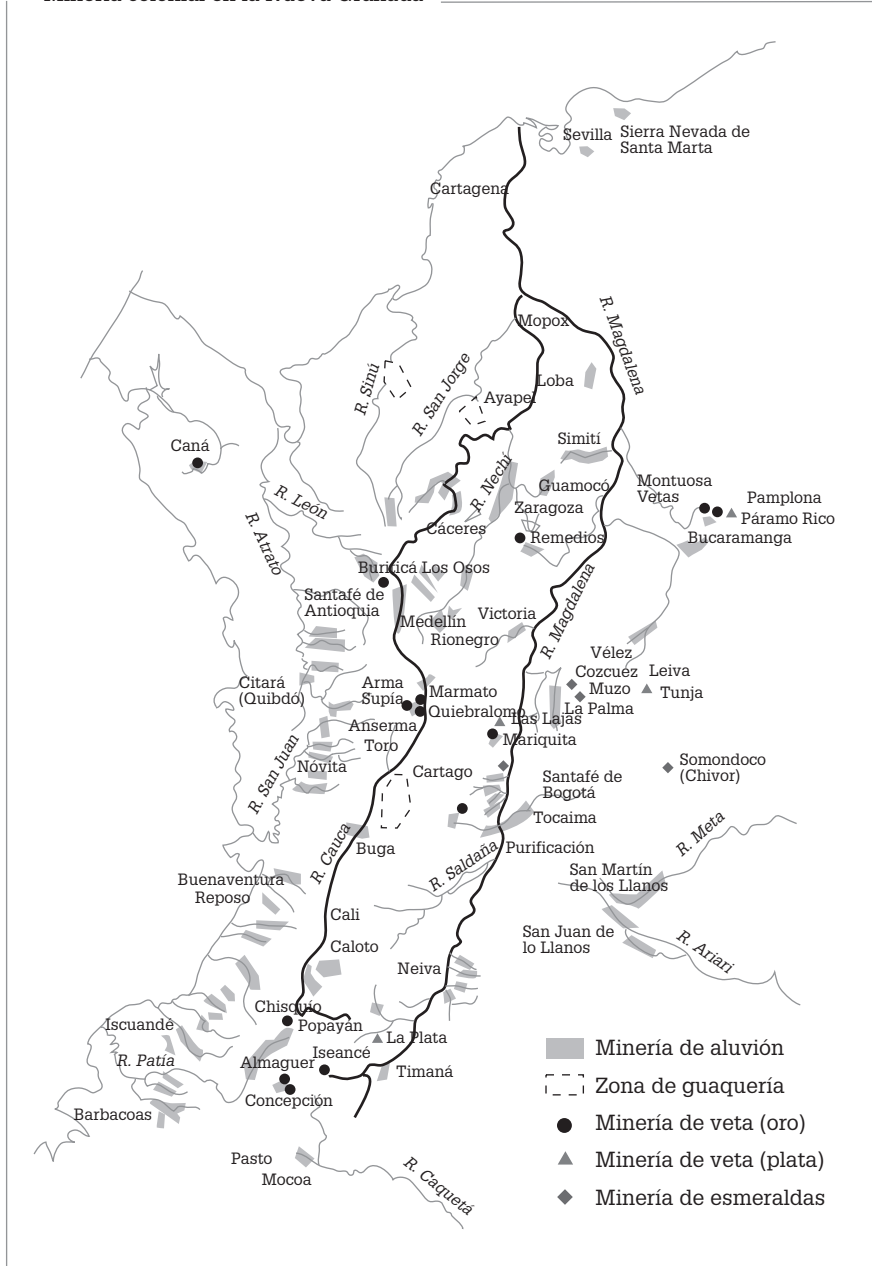 Minería colonial en la Nueva Granada
Sevilla
Sierra Nevada de
Santa Marta
Cartagena
Mopox
R. Magdalena
Loba
R. Sinú
R. San Jorge
Ayapel
Caná
Simití
R. León
R. Nechí
Guamocó
Montuosa
Vetas
Pamplona
Páramo Rico
Zaragoza
Cáceres
Remedios
Bucaramanga
R. Atrato
Buriticá
Los Osos
Santafé de
Antioquia
Medellín
Rionegro
Victoria
R. Magdalena
Vélez
Cozcuez
Leiva
Muzo
Tunja
La Palma
Citará
(Quibdó)
Arma
Supía
Marmato
Quiebralomo
Las Lajas
Anserma
Mariquita
Toro
R. San Juan
Nóvita
Cartago
Santafé de
Bogotá
Somondoco
(Chivor)
Tocaima
R. Cauca
Buga
R. Saldaña
Purificación
R. Meta
San Martín
de los Llanos
Buenaventura
Reposo
Cali
San Juan de
lo Llanos
R. Ariari
Caloto
Neiva
Chisquío
Popayán
Iscuandé
La Plata
R. Patía
Almaguer
Iseancé
Timaná
Concepción
Barbacoas
Pasto
Mocoa
R. Caquetá
Minería de aluvión
Zona de guaquería
Minería de veta (oro)
Minería de veta (plata)
Minería de esmeraldas